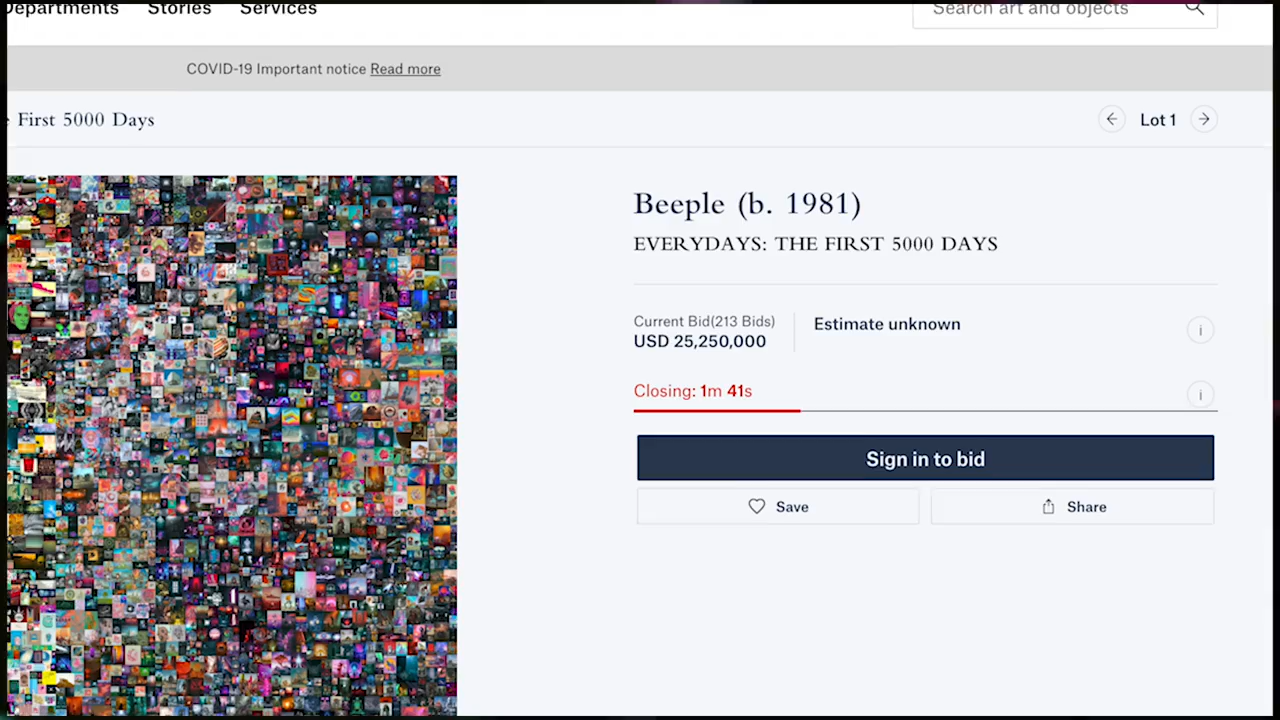 Departments Stories Services
Search art and objects
COVID-19 Important notice Read more
First 5000 Days
Lot 1
Beeple (b. 1981)
EVERYDAYS: THE FIRST 5000 DAYS
Current Bid(213 Bids)
USD 25,250,000
Estimate unknown
Closing: 1m 41s
Sign in to bid
Save
Share